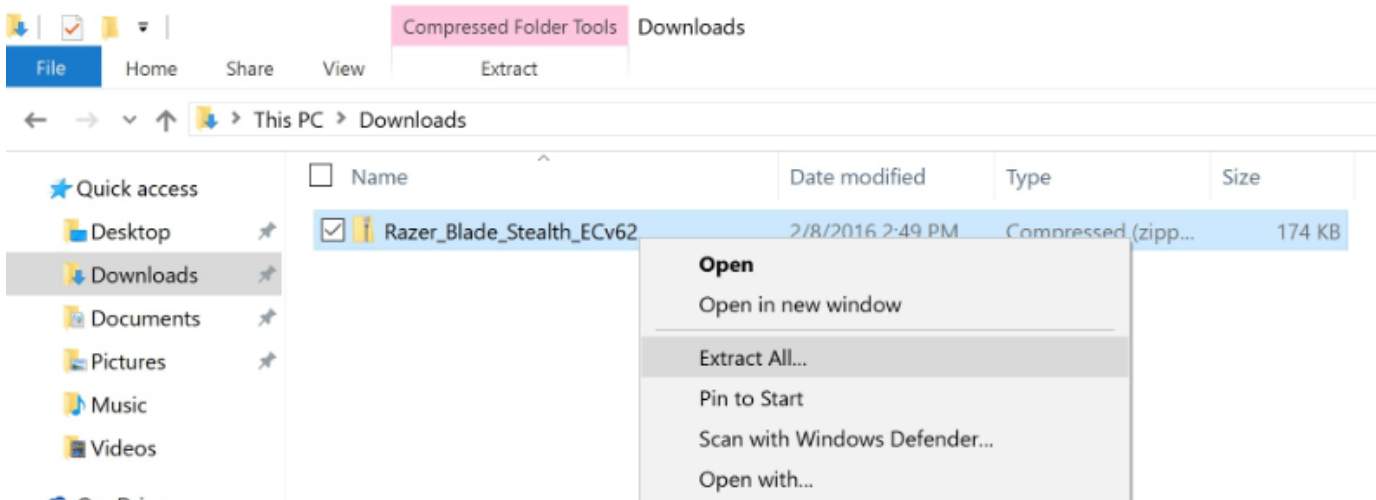 Compressed Folder Tools Downloads
File Home Share View Extract
This PC > Downloads
Name Date modified Type Size
Quick access
Desktop
Downloads
Documents
Pictures
Music
Videos
Razer_Blade_Stealth_ECv62 2/8/2016 2:49 PM Compressed (zipp... 174 KB
Open
Open in new window
Extract All...
Pin to Start
Scan with Windows Defender...
Open with...